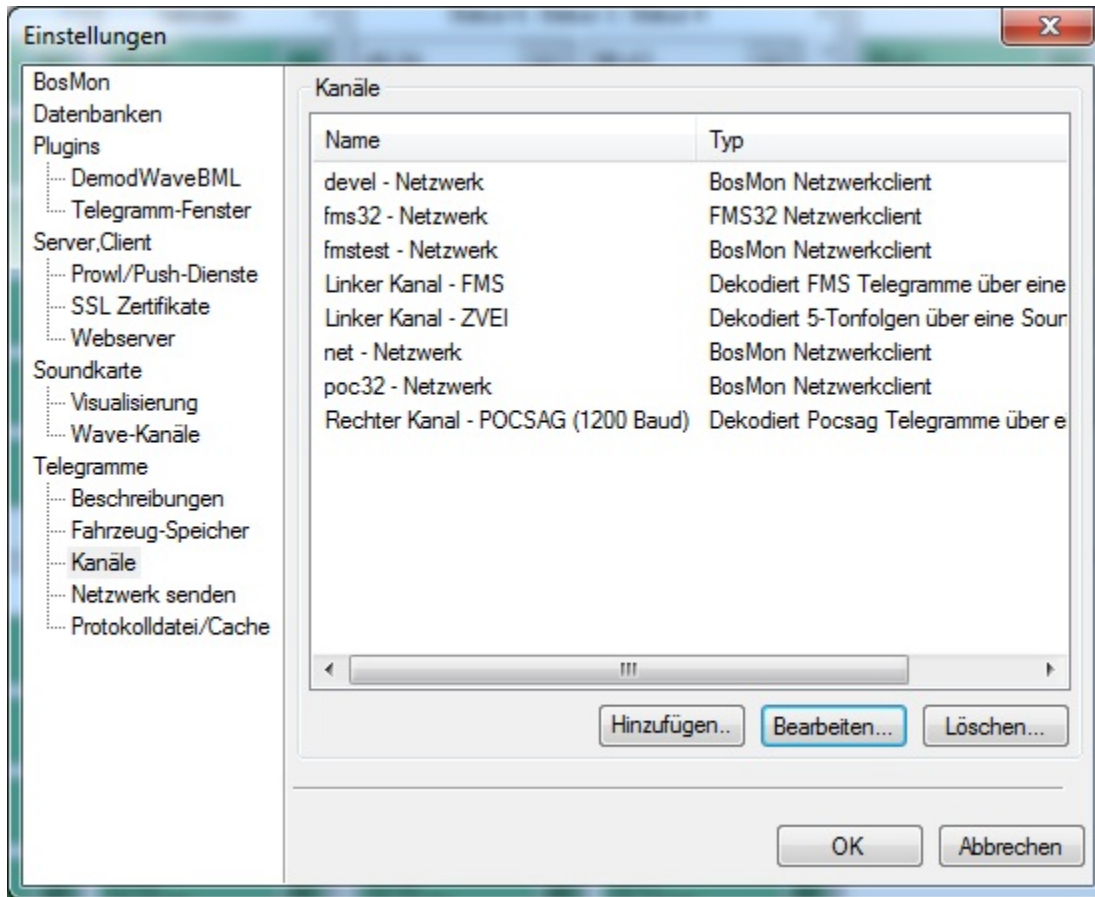 Einstellungen
BosMon
Datenbanken
Plugins
DemodWaveBML
Telegramm-Fenster
Server,Client
Prowl/Push-Dienste
SSL Zertifikate
Webserver
Soundkarte
Visualisierung
Wave-Kanäle
Telegramme
Beschreibungen
Fahrzeug-Speicher
Kanäle
Netzwerk senden
Protokolldatei/Cache
Kanäle
Name Typ
devel - Netzwerk BosMon Netzwerkclient
fms32 - Netzwerk FMS32 Netzwerkclient
fmstest - Netzwerk BosMon Netzwerkclient
Linker Kanal - FMS Dekodiert FMS Telegramme über eine
Linker Kanal - ZVEI Dekodiert 5-Tonfolgen über eine Sour
net - Netzwerk BosMon Netzwerkclient
poc32 - Netzwerk BosMon Netzwerkclient
Rechter Kanal - POCSAG (1200 Baud) Dekodiert Pocsag Telegramme über e
Hinzufügen.. Bearbeiten... Löschen...
OK Abbrechen